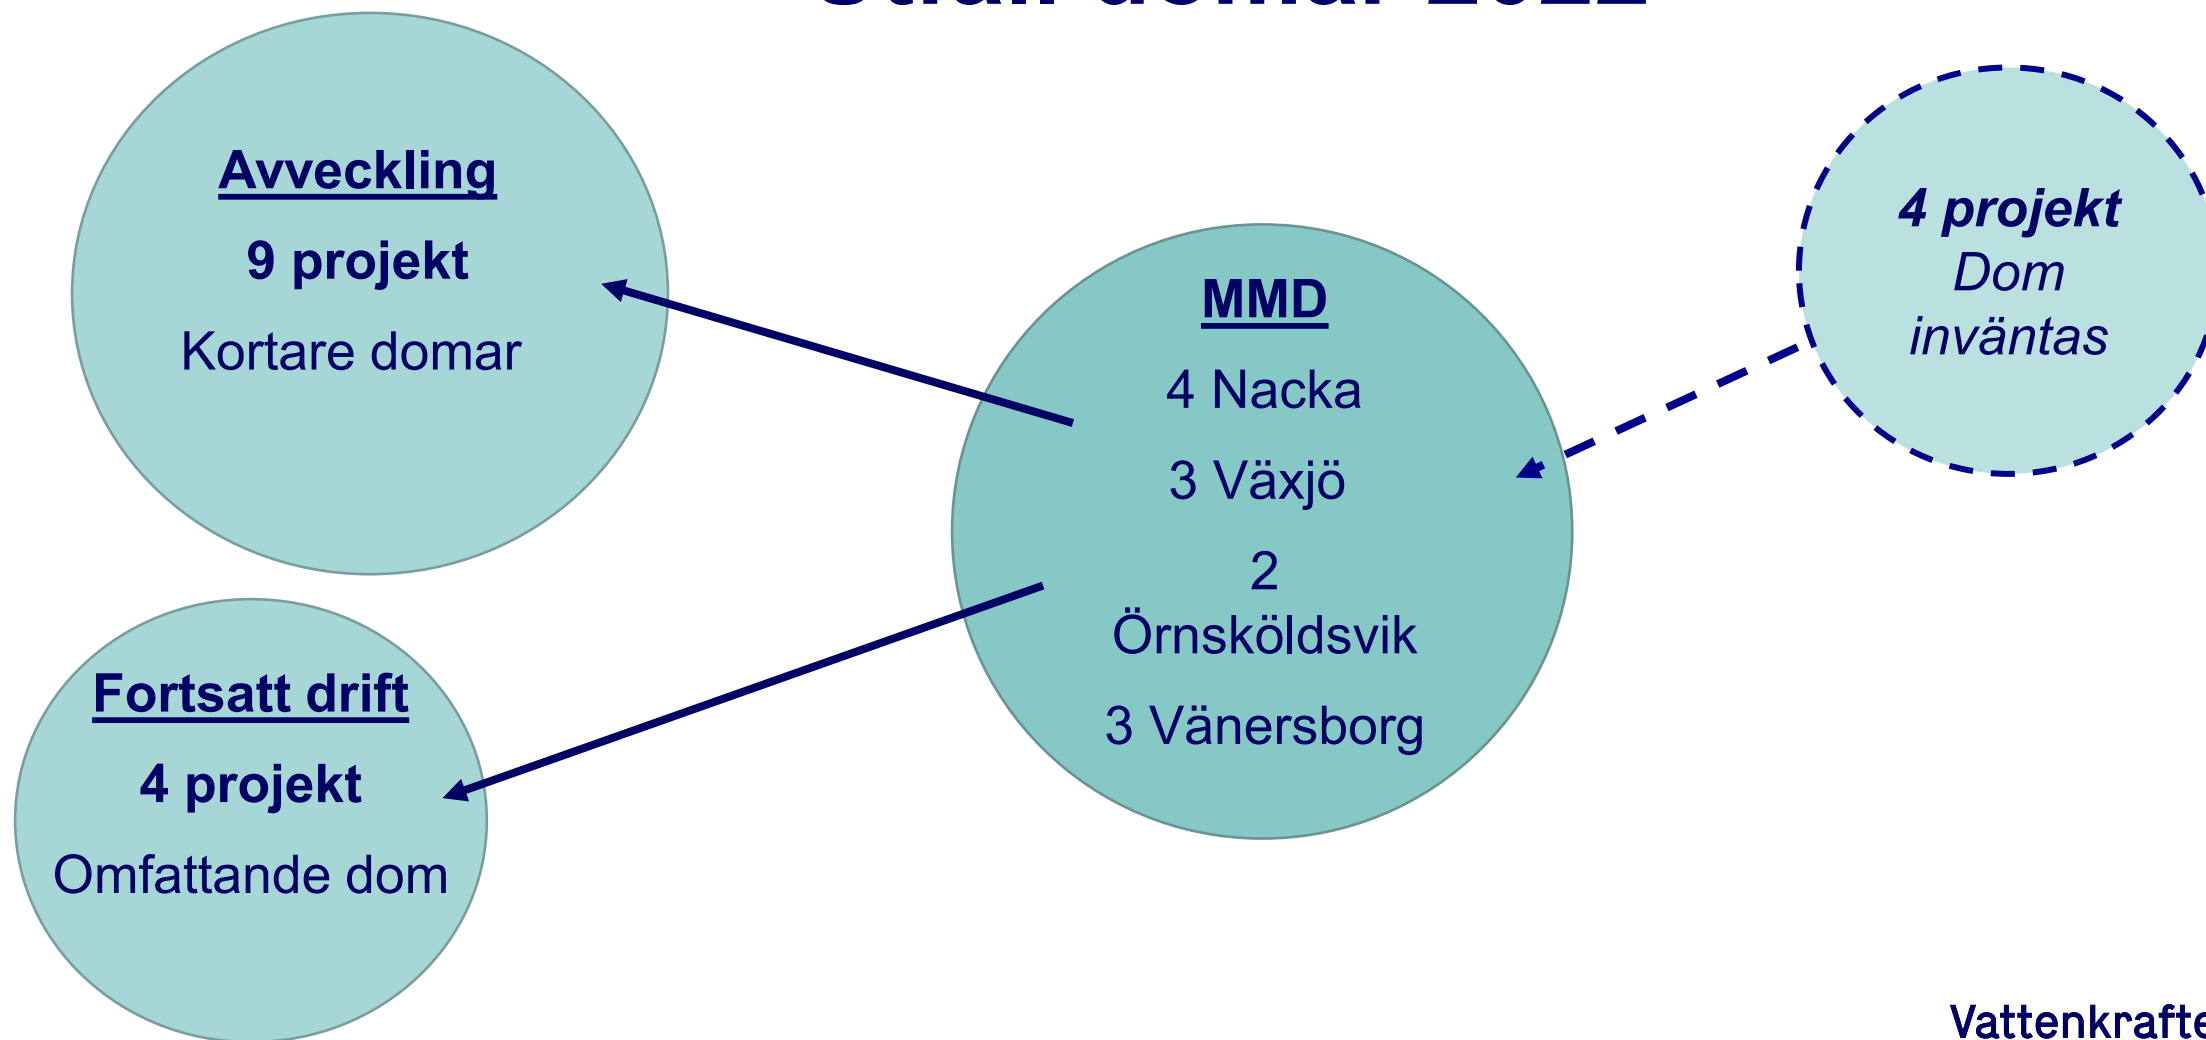 Avveckling
9 projekt
Kortare domar
Fortsatt drift
4 projekt
Omfattande dom
MMD
4 Nacka
3 Växjö
2
Örnsköldsvik
3 Vänersborg
4 projekt
Dom
inväntas